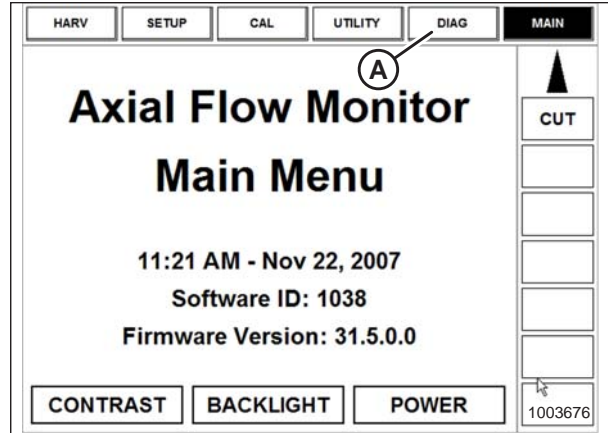 HARV SETUP CAL UTILITY DIAG MAIN
A
Axial Flow Monitor
CUT
Main Menu
11:21 AM - Nov 22, 2007
Software ID: 1038
Firmware Version: 31.5.0.0
CONTRAST BACKLIGHT POWER
1003676